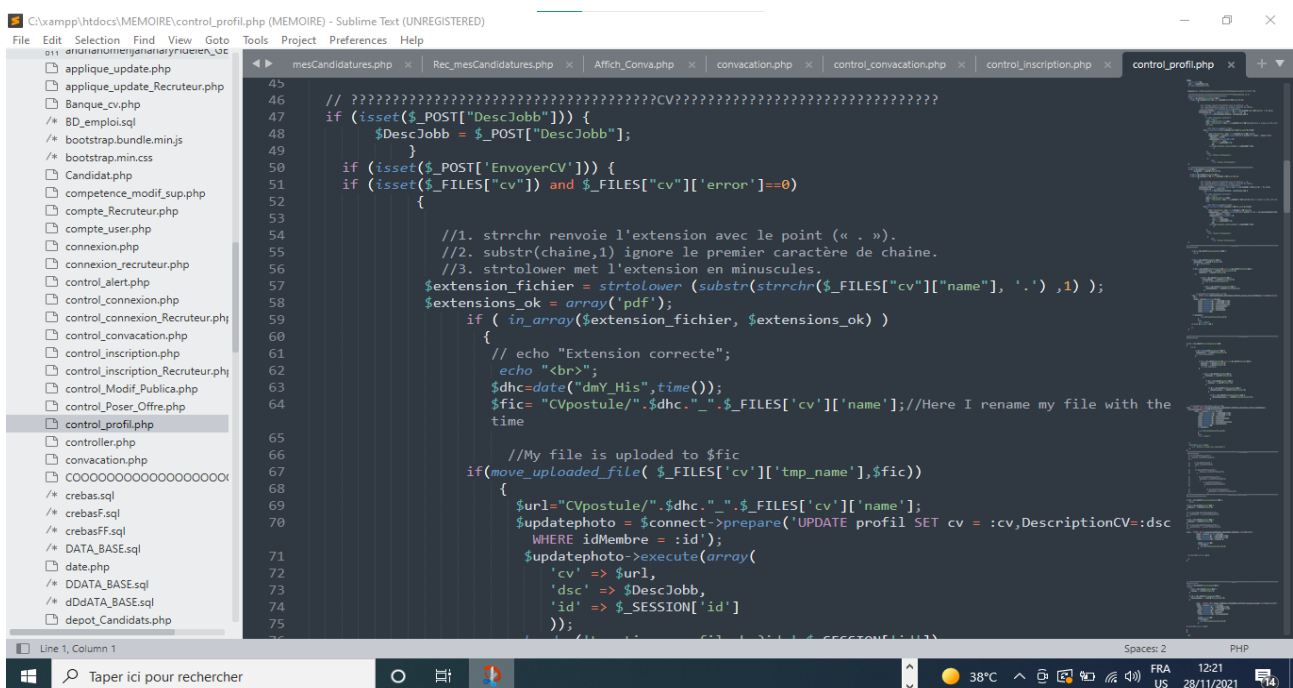 C:\xampp\htdocs\MEMOIRE\control_profil.php (MEMOIRE) - Sublime Text (UNREGISTERED)
File Edit Selection Find View Goto Tools Project Preferences Help
applique_update.php
applique_update_Recruteur.php
Banque_cv.php
/* BD_emploi.sql
/* bootstrap.bundle.min.js
/* bootstrap.min.css
Candidat.php
competence_modif_sup.php
compte_Recruteur.php
compte_user.php
connexion.php
connexion_recruteur.php
control_alert.php
control_connexion.php
control_connexion_Recruteur.php
control_convacation.php
control_inscription.php
control_inscription_Recruteur.php
control_Modif_Publica.php
control_Poser_Offre.php
control_profil.php
controller.php
convacation.php
/* crebas.sql
/* crebasF.sql
/* crebasFF.sql
/* DATA_BASE.sql
date.php
/* DDATA_BASE.sql
/* dDdATA_BASE.sql
depot_Candidats.php
mesCandidatures.php × Rec_mesCandidatures.php × Affich_Conva.php × convacation.php × control_convacation.php × control_inscription.php × control_profil.php × + ▼
45
46 // ?????????????????????????????????????CV????????????????????????????????
47 if (isset($_POST["DescJobb"])) {
48 $DescJobb = $_POST["DescJobb"];
49 }
50 if (isset($_POST['EnvoyerCV'])) {
51 if (isset($_FILES["cv"]) and $_FILES["cv"]['error']==0)
52 {
53
54 //1. strrchr renvoie l'extension avec le point (« . »).
55 //2. substr(chaine,1) ignore le premier caractère de chaine.
56 //3. strtolower met l'extension en minuscules.
57 $extension_fichier = strtolower (substr(strrchr($_FILES["cv"]["name"], '.') ,1) );
58 $extensions_ok = array('pdf');
59 if ( in_array($extension_fichier, $extensions_ok) )
60 {
61 // echo "Extension correcte";
62 echo "<br>";
63 $dhc=date("dmY_His",time());
64 $fic= "CVpostule/".$dhc."_".$_FILES['cv']['name'];//Here I rename my file with the
time
65
66 //My file is uploded to $fic
67 if(move_uploaded_file( $_FILES['cv']['tmp_name'],$fic))
68 {
69 $url="CVpostule/".$dhc."_".$_FILES['cv']['name'];
70 $updatephoto = $connect->prepare('UPDATE profil SET cv = :cv,DescriptionCV=:dsc
WHERE idMembre = :id');
71 $updatephoto->execute(array(
72 'cv' => $url,
73 'dsc' => $DescJobb,
74 'id' => $_SESSION['id']
75 ));
Line 1, Column 1 Spaces: 2 PHP
Taper ici pour rechercher 38°C FRA 12:21
US 28/11/2021 14